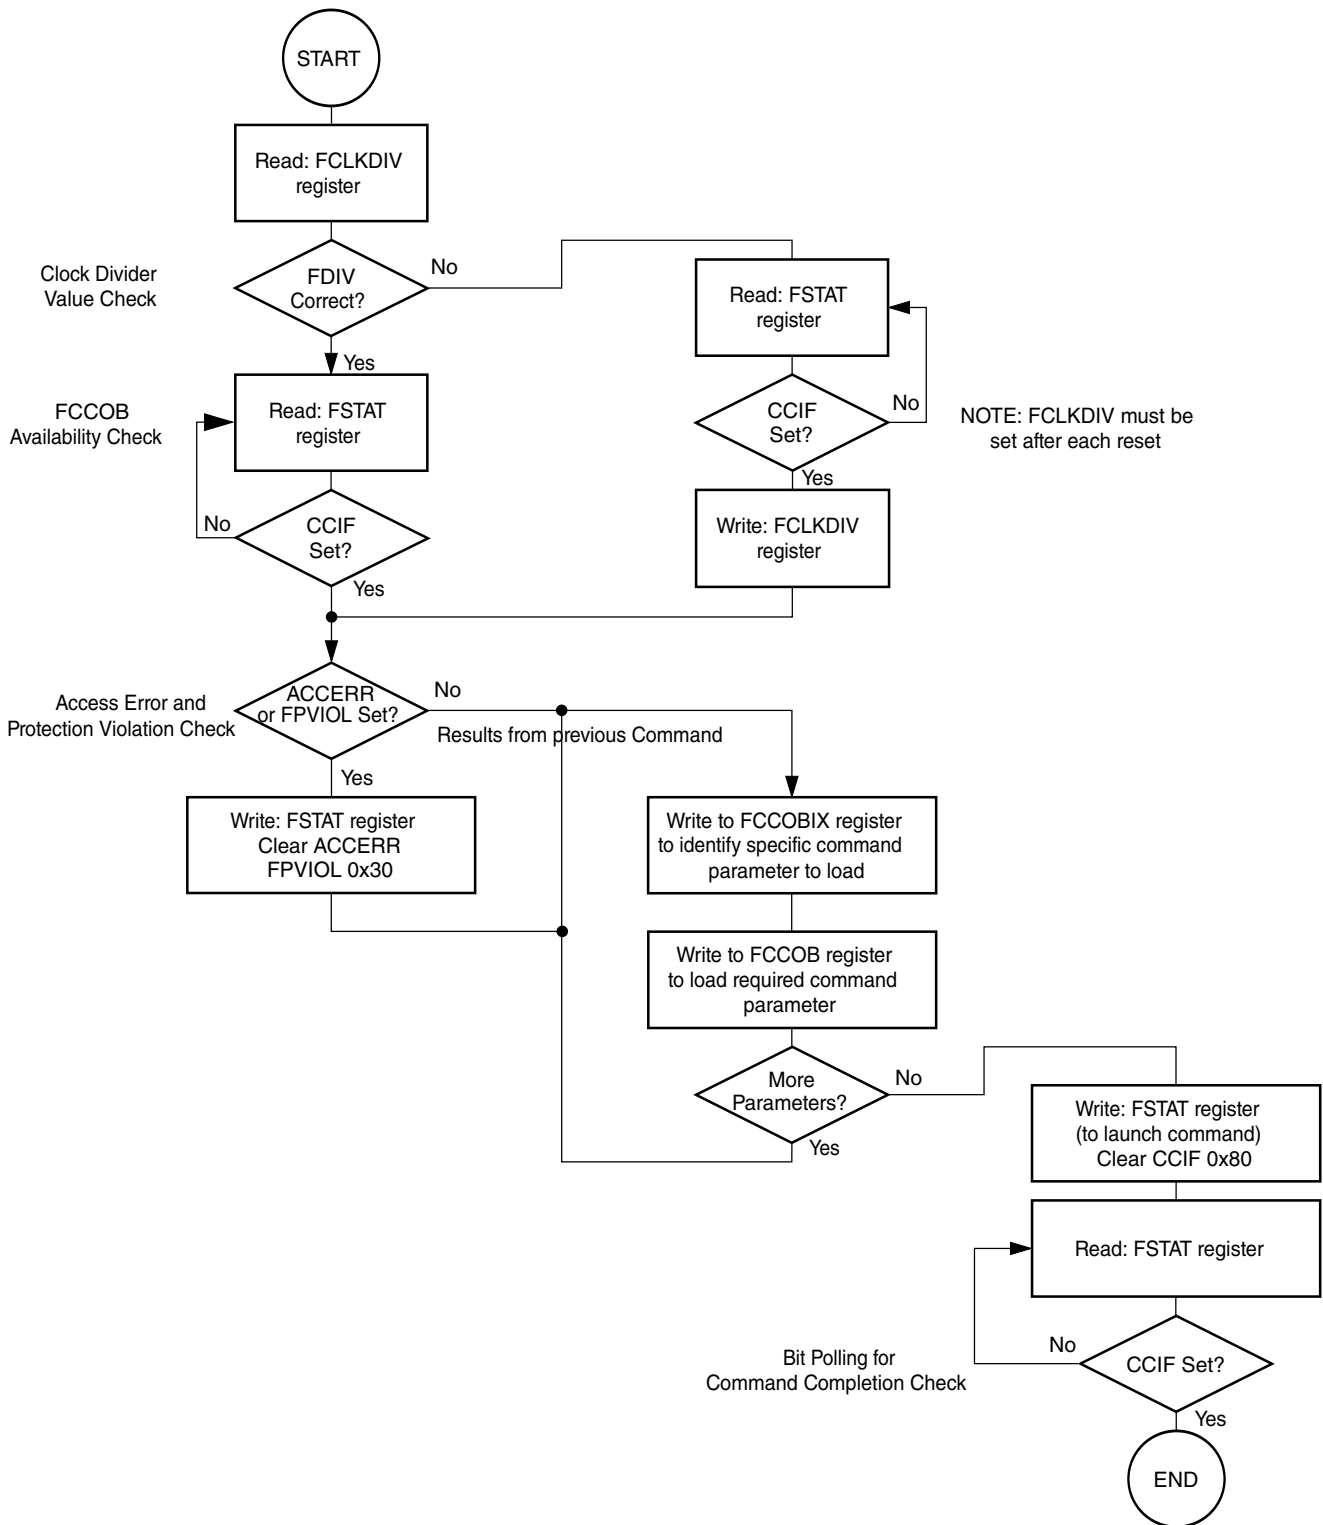 START
Read: FCLKDIV
register
Clock Divider
Value Check
FDIV
Correct?
No
Yes
Read: FSTAT
register
CCIF
Set?
No
NOTE: FCLKDIV must be
set after each reset
Yes
Write: FCLKDIV
register
FCCOB
Availability Check
Read: FSTAT
register
No
CCIF
Set?
Yes
Access Error and
Protection Violation Check
ACCERR
or FPVIOL Set?
No
Results from previous Command
Yes
Write: FSTAT register
Clear ACCERR
FPVIOL 0x30
Write to FCCOBIX register
to identify specific command
parameter to load
Write to FCCOB register
to load required command
parameter
More
Parameters?
No
Yes
Write: FSTAT register
(to launch command)
Clear CCIF 0x80
Read: FSTAT register
Bit Polling for
Command Completion Check
No
CCIF Set?
Yes
END